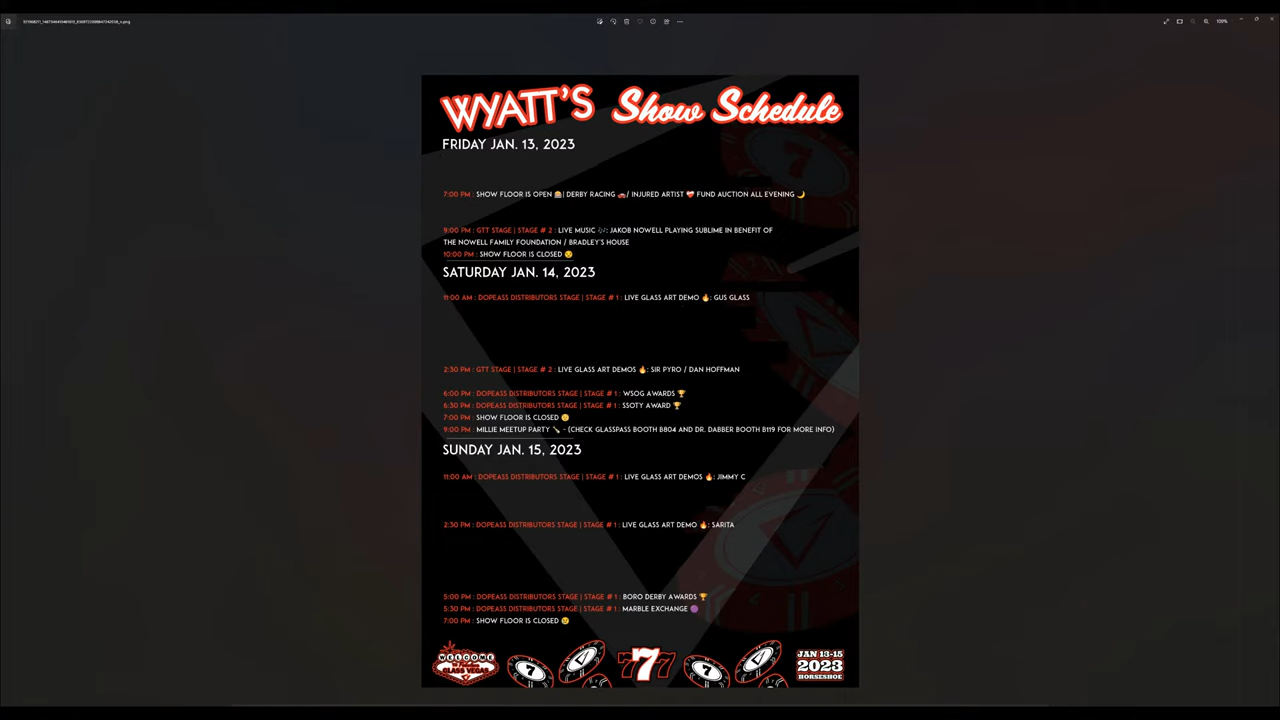 100%
WYATT'S Show Schedule
FRIDAY JAN. 13, 2023
7:00 PM : SHOW FLOOR IS OPEN 🎰| DERBY RACING 🚗/ INJURED ARTIST ❤️‍🩹 FUND AUCTION ALL EVENING 🌙
9:00 PM : GTT STAGE | STAGE # 2 : LIVE MUSIC 🎶: JAKOB NOWELL PLAYING SUBLIME IN BENEFIT OF
THE NOWELL FAMILY FOUNDATION / BRADLEY'S HOUSE
10:00 PM : SHOW FLOOR IS CLOSED 😢
SATURDAY JAN. 14, 2023
11:00 AM : DOPEASS DISTRIBUTORS STAGE | STAGE # 1 : LIVE GLASS ART DEMO 🔥: GUS GLASS
2:30 PM : GTT STAGE | STAGE # 2 : LIVE GLASS ART DEMOS 🔥: SIR PYRO / DAN HOFFMAN
6:00 PM : DOPEASS DISTRIBUTORS STAGE | STAGE # 1 : WSOG AWARDS 🏆
6:30 PM : DOPEASS DISTRIBUTORS STAGE | STAGE # 1 : SSOTY AWARD 🏆
7:00 PM : SHOW FLOOR IS CLOSED 😢
9:00 PM : MILLIE MEETUP PARTY 🍾 - (CHECK GLASSPASS BOOTH B804 AND DR. DABBER BOOTH B119 FOR MORE INFO)
SUNDAY JAN. 15, 2023
11:00 AM : DOPEASS DISTRIBUTORS STAGE | STAGE # 1 : LIVE GLASS ART DEMOS 🔥: JIMMY C
2:30 PM : DOPEASS DISTRIBUTORS STAGE | STAGE # 1 : LIVE GLASS ART DEMO 🔥: SARITA
5:00 PM : DOPEASS DISTRIBUTORS STAGE | STAGE # 1 : BORO DERBY AWARDS 🏆
5:30 PM : DOPEASS DISTRIBUTORS STAGE | STAGE # 1 : MARBLE EXCHANGE 🟣
7:00 PM : SHOW FLOOR IS CLOSED 😢
WELCOME
GLASS VEGAS
7
777
7
JAN 13-15
2023
HORSESHOE